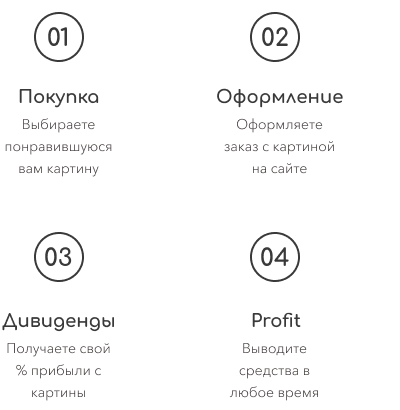 01
Покупка
Выбираете
понравившуюся
вам картину
02
Оформление
Оформляете
заказ с картиной
на сайте
03
Дивиденды
Получаете свой
% прибыли с
картины
04
Profit
Выводите
средства в
любое время